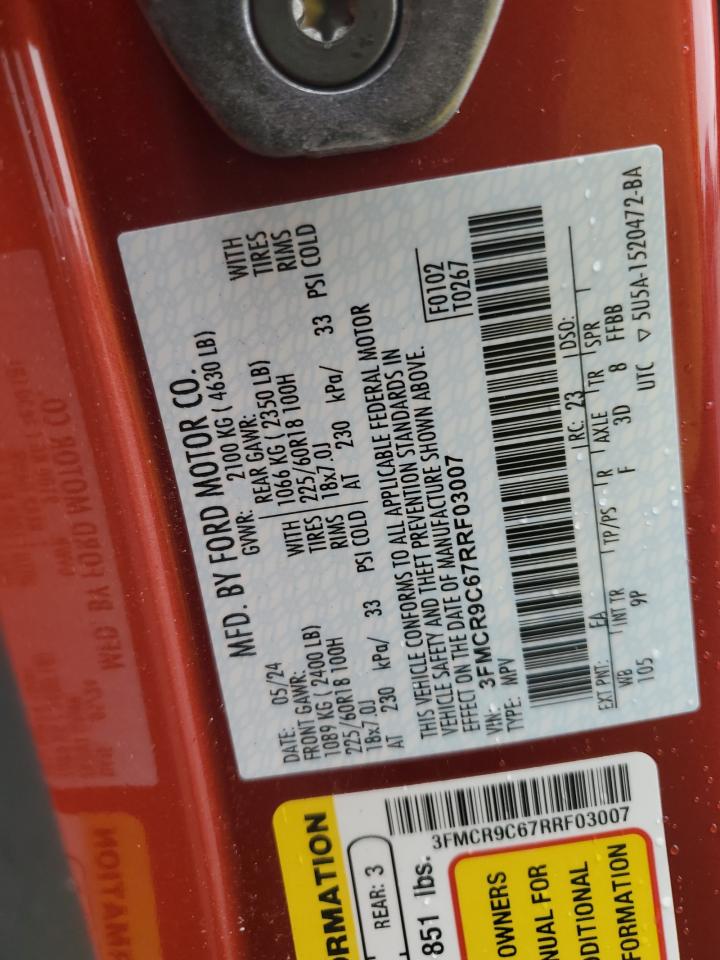 MFD. BY FORD MOTOR CO.
DATE: 05/24 GVWR: 2100 KG ( 4630 LB)
FRONT GAWR: REAR GAWR:
1089 KG ( 2400 LB) WITH 1066 KG ( 2350 LB) WITH
225/60R18 100H TIRES 225/60R18 100H TIRES
18x7.0J RIMS 18x7.0J RIMS
AT 230 kPa/ 33 PSI COLD AT 230 kPa/ 33 PSI COLD
THIS VEHICLE CONFORMS TO ALL APPLICABLE FEDERAL MOTOR
VEHICLE SAFETY AND THEFT PREVENTION STANDARDS IN
EFFECT ON THE DATE OF MANUFACTURE SHOWN ABOVE.
VIN: 3FMCR9C67RRF03007
TYPE: MPV
F0102
T0267
EXT PNT: EA RC: 23 DSO:
WB INT TR TP/PS R AXLE TR SPR
105 9P F 3D 8 FFBB
UTC ▽ 5U5A-1520472-BA
3FMCR9C67RRF03007
REAR: 3
851 lbs.
ORMATION
OWNERS
NUAL FOR
DDITIONAL
FORMATION